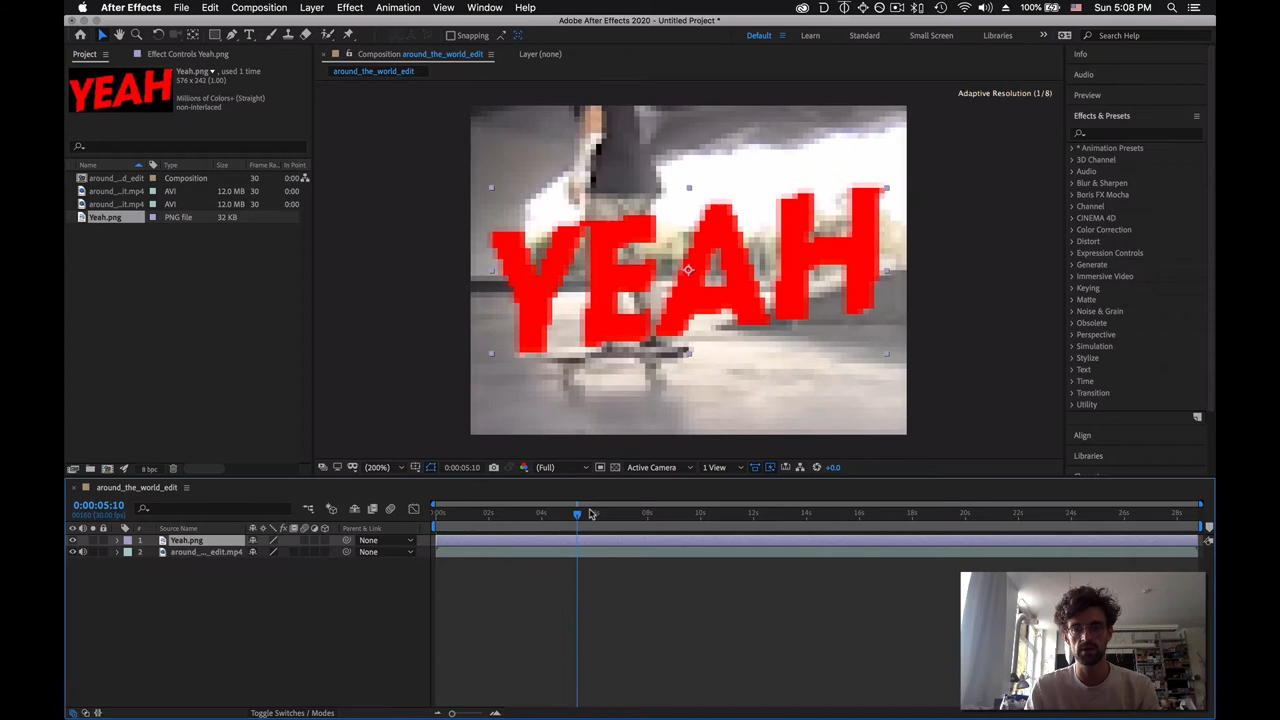 After Effects File Edit Composition Layer Effect Animation View Window Help 100% Sun 5:08 PM
Adobe After Effects 2020 - Untitled Project *
Snapping Default Learn Standard Small Screen Libraries Search Help
Project Effect Controls Yeah.png Composition around_the_world_edit Layer (none) Info
around_the_world_edit
Yeah.png, used 1 time
576 x 242 (1.00)
Millions of Colors+ (Straight)
non-interlaced
YEAH
Name Type Size Frame Ra... In Point
around_...d_edit Composition 30 0:00
around_...it.mp4 AVI 12.0 MB 30 0:00
around_...it.mp4 AVI 12.0 MB 30 0:00
Yeah.png PNG file 32 KB
8 bpc
Adaptive Resolution (1/8)
YEAH
(200%) 0:00:05:10 (Full) Active Camera 1 View +0.0
Audio
Preview
Effects & Presets
* Animation Presets
3D Channel
Audio
Blur & Sharpen
Boris FX Mocha
Channel
CINEMA 4D
Color Correction
Distort
Expression Controls
Generate
Immersive Video
Keying
Matte
Noise & Grain
Obsolete
Perspective
Simulation
Stylize
Text
Time
Transition
Utility
Align
Libraries
around_the_world_edit
0:00:05:10
00160 (30.00 fps)
:00s 02s 04s 08s 10s 12s 14s 16s 18s 20s 22s 24s 26s 28s
# Source Name Parent & Link
1 Yeah.png None
2 around_..._edit.mp4 None
Toggle Switches / Modes